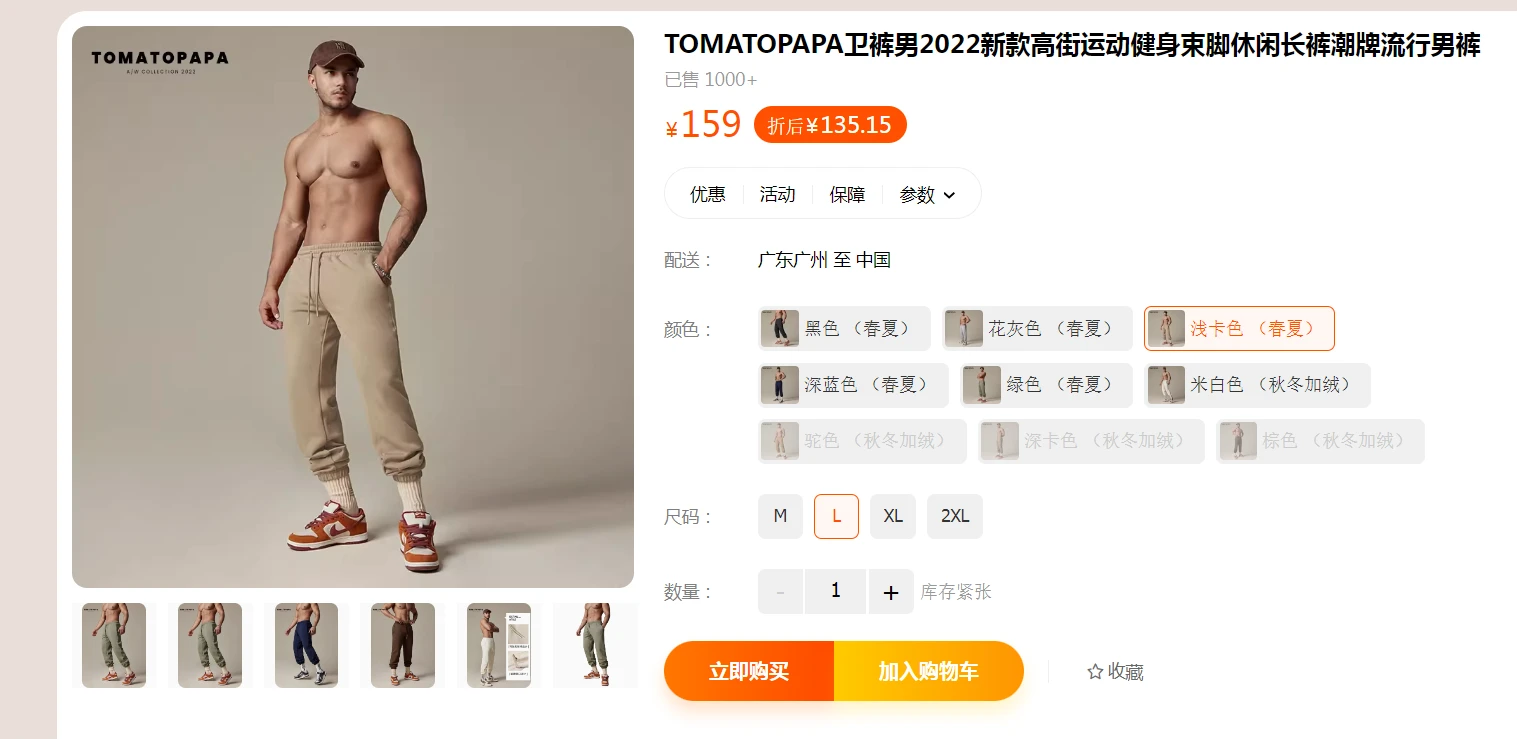 TOMATOPAPA
A|W COLLECTION 2022
TOMATOPAPA卫裤男2022新款高街运动健身束脚休闲长裤潮牌流行男裤
已售 1000+
¥159 折后¥135.15
优惠 活动 保障 参数
配送： 广东广州 至 中国
颜色： 黑色 （春夏） 花灰色 （春夏） 浅卡色 （春夏）
深蓝色 （春夏） 绿色 （春夏） 米白色 （秋冬加绒）
驼色 （秋冬加绒） 深卡色 （秋冬加绒） 棕色 （秋冬加绒）
尺码： M L XL 2XL
数量： - 1 + 库存紧张
立即购买 加入购物车 收藏